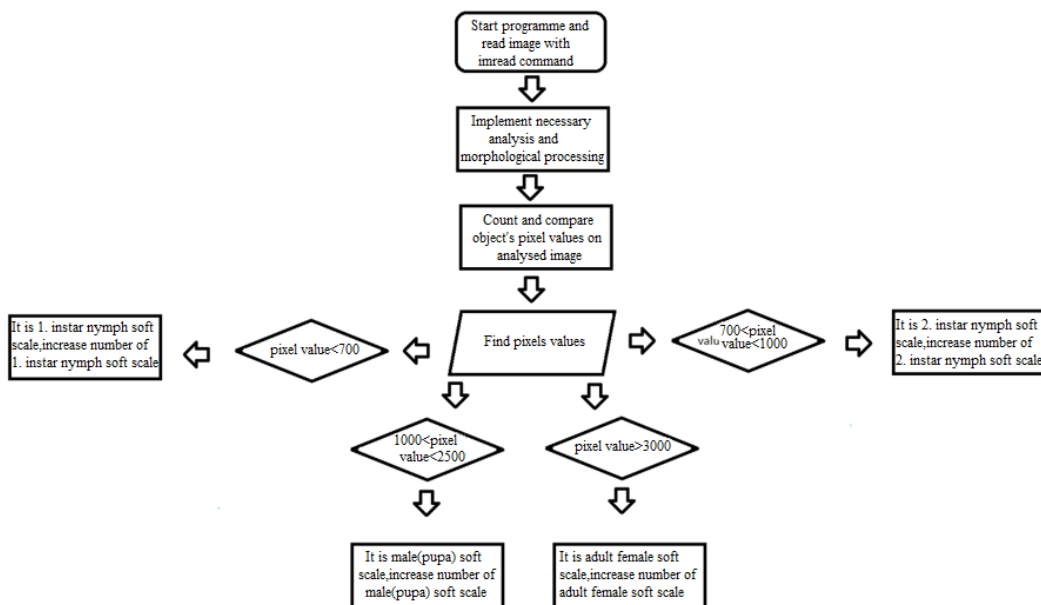 Start programme and
read image with
imread command
Implement necessary
analysis and
morphological processing
Count and compare
object's pixel values on
analysed image
Find pixels values
pixel value<700
It is 1. instar nymph soft
scale,increase number of
1. instar nymph soft scale
700<pixel
valu value<1000
It is 2. instar nymph soft
scale,increase number of
2. instar nymph soft scale
1000<pixel
value<2500
pixel value>3000
It is male(pupa) soft
scale,increase number of
male(pupa) soft scale
It is adult female soft
scale,increase number of
adult female soft scale